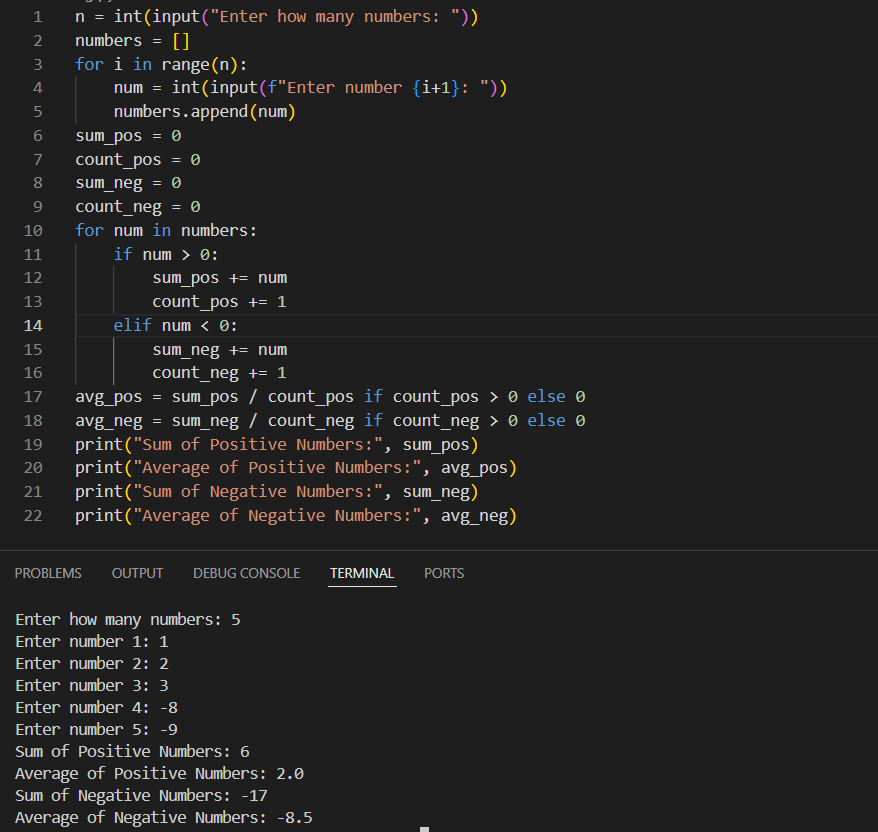 1 n = int(input("Enter how many numbers: "))
2 numbers = []
3 for i in range(n):
4     num = int(input(f"Enter number {i+1}: "))
5     numbers.append(num)
6 sum_pos = 0
7 count_pos = 0
8 sum_neg = 0
9 count_neg = 0
10 for num in numbers:
11     if num > 0:
12         sum_pos += num
13         count_pos += 1
14     elif num < 0:
15         sum_neg += num
16         count_neg += 1
17 avg_pos = sum_pos / count_pos if count_pos > 0 else 0
18 avg_neg = sum_neg / count_neg if count_neg > 0 else 0
19 print("Sum of Positive Numbers:", sum_pos)
20 print("Average of Positive Numbers:", avg_pos)
21 print("Sum of Negative Numbers:", sum_neg)
22 print("Average of Negative Numbers:", avg_neg)
PROBLEMS OUTPUT DEBUG CONSOLE TERMINAL PORTS
Enter how many numbers: 5
Enter number 1: 1
Enter number 2: 2
Enter number 3: 3
Enter number 4: -8
Enter number 5: -9
Sum of Positive Numbers: 6
Average of Positive Numbers: 2.0
Sum of Negative Numbers: -17
Average of Negative Numbers: -8.5